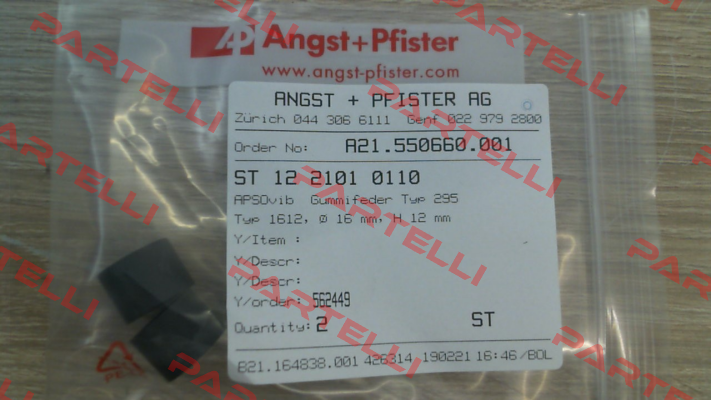 AP Angst+Pfister
www.angst-pfister.com
ANGST + PFISTER AG
Zürich 044 306 6111 Genf 022 979 2800
Order No: A21.550660.001
ST 12 2101 0110
APSOvib Gummifeder Typ 295
Typ 1612, Ø 16 mm, H 12 mm
Y/Item :
Y/Descr:
Y/Descr:
Y/order: 562449
Quantity: 2 ST
B21.164838.001 426314 190221 16:46/BOL
PARTELLI
PARTELLI
PARTELLI
PARTELLI
PARTELLI
PARTELLI
PARTELLI